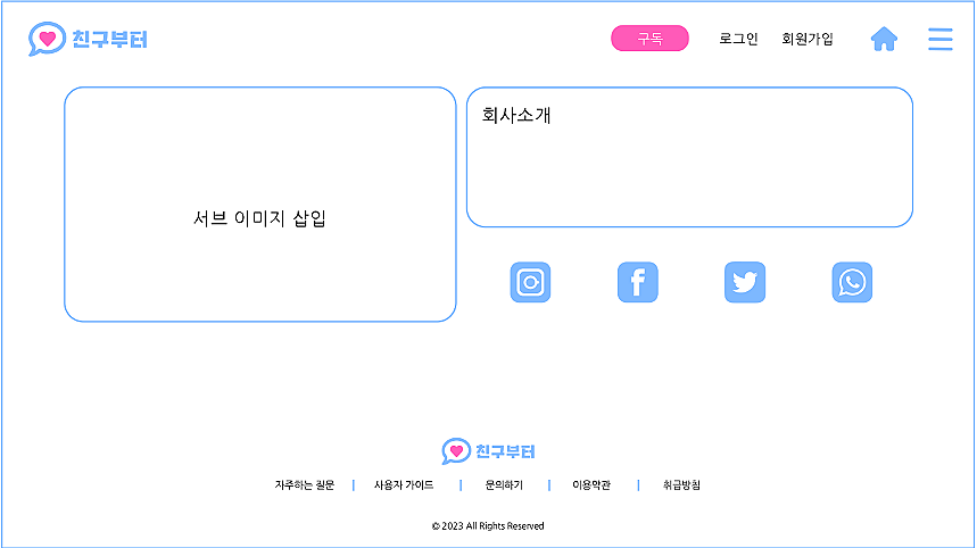 친구부터
구독 로그인 회원가입
회사소개
서브 이미지 삽입
친구부터
자주하는 질문 | 사용자 가이드 | 문의하기 | 이용약관 | 취급방침
© 2023 All Rights Reserved